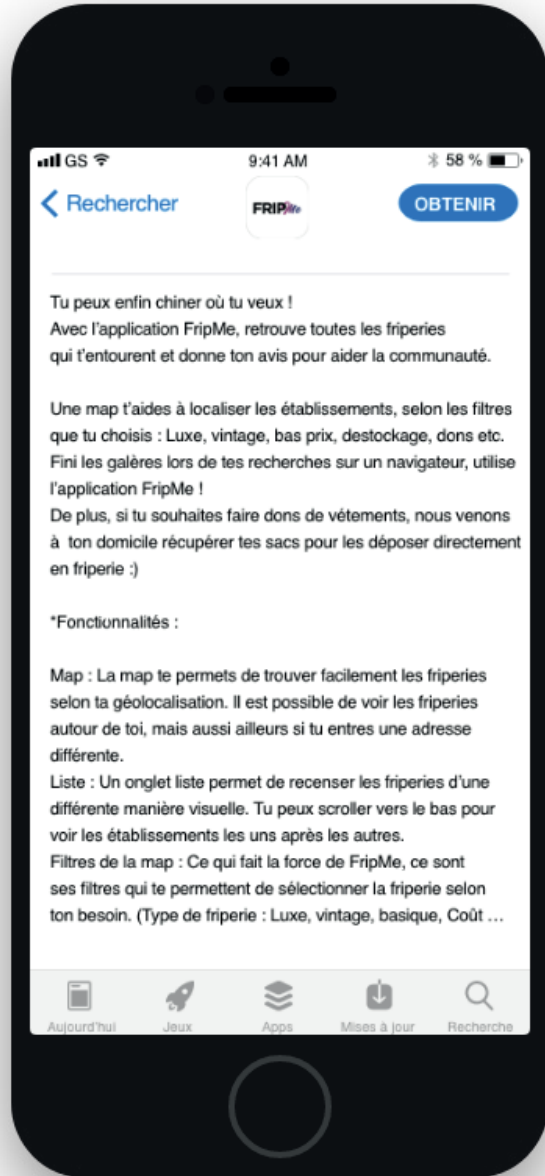 GS 9:41 AM 58 %
Rechercher FRIPMe OBTENIR
Tu peux enfin chiner où tu veux !
Avec l'application FripMe, retrouve toutes les friperies
qui t'entourent et donne ton avis pour aider la communauté.
Une map t'aides à localiser les établissements, selon les filtres
que tu choisis : Luxe, vintage, bas prix, destockage, dons etc.
Fini les galères lors de tes recherches sur un navigateur, utilise
l'application FripMe !
De plus, si tu souhaites faire dons de vétements, nous venons
à ton domicile récupérer tes sacs pour les déposer directement
en friperie :)
*Fonctionnalités :
Map : La map te permets de trouver facilement les friperies
selon ta géolocalisation. Il est possible de voir les friperies
autour de toi, mais aussi ailleurs si tu entres une adresse
différente.
Liste : Un onglet liste permet de recenser les friperies d'une
différente manière visuelle. Tu peux scroller vers le bas pour
voir les établissements les uns après les autres.
Filtres de la map : Ce qui fait la force de FripMe, ce sont
ses filtres qui te permettent de sélectionner la friperie selon
ton besoin. (Type de friperie : Luxe, vintage, basique, Coût ...
Aujourd'hui Jeux Apps Mises à jour Recherche